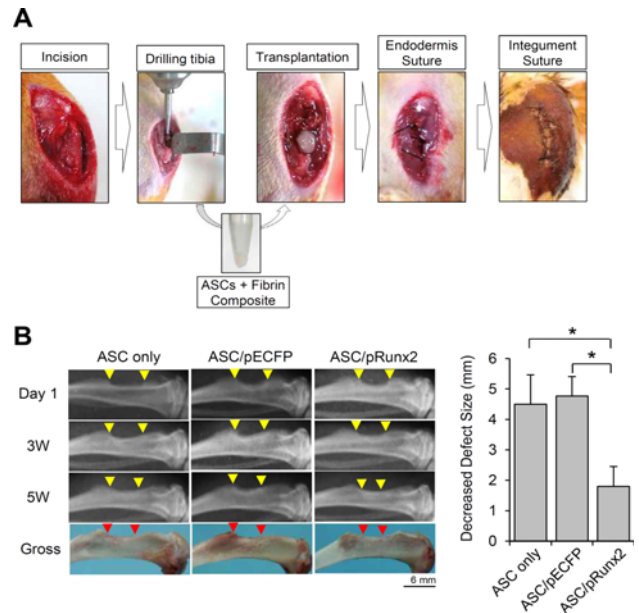 A
Incision
Drilling tibia
Transplantation
Endodermis
Suture
Integument
Suture
ASCs + Fibrin
Composite
B
ASC only
ASC/pECFP
ASC/pRunx2
Day 1
3W
5W
Gross
6 mm
*
*
Decreased Defect Size (mm)
6
5
4
3
2
1
0
ASC only
ASC/pECFP
ASC/pRunx2